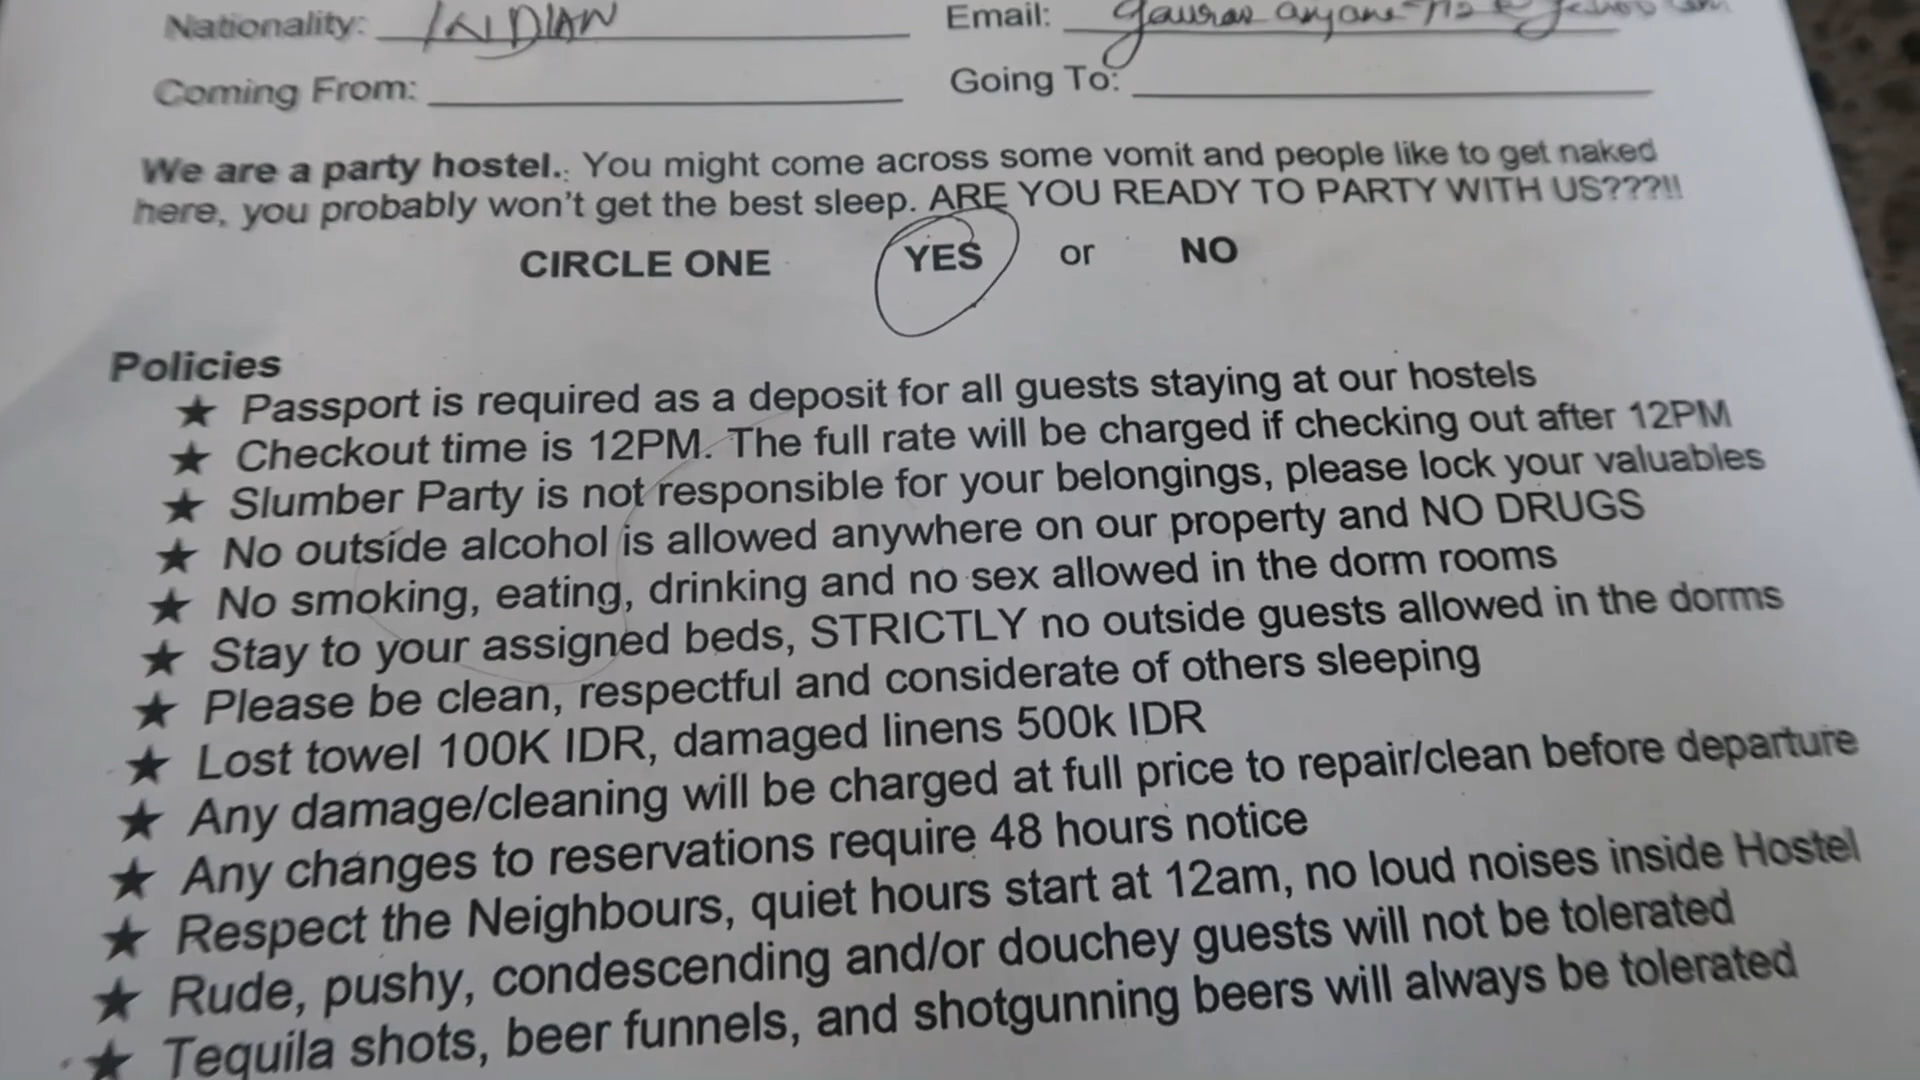 Nationality: INDIAN Email:
Coming From: Going To:
We are a party hostel.: You might come across some vomit and people like to get naked
here, you probably won't get the best sleep. ARE YOU READY TO PARTY WITH US???!!
CIRCLE ONE YES or NO
Policies
★ Passport is required as a deposit for all guests staying at our hostels
★ Checkout time is 12PM. The full rate will be charged if checking out after 12PM
★ Slumber Party is not responsible for your belongings, please lock your valuables
★ No outside alcohol is allowed anywhere on our property and NO DRUGS
★ No smoking, eating, drinking and no sex allowed in the dorm rooms
★ Stay to your assigned beds, STRICTLY no outside guests allowed in the dorms
★ Please be clean, respectful and considerate of others sleeping
★ Lost towel 100K IDR, damaged linens 500k IDR
★ Any damage/cleaning will be charged at full price to repair/clean before departure
★ Any changes to reservations require 48 hours notice
★ Respect the Neighbours, quiet hours start at 12am, no loud noises inside Hostel
★ Rude, pushy, condescending and/or douchey guests will not be tolerated
★ Tequila shots, beer funnels, and shotgunning beers will always be tolerated